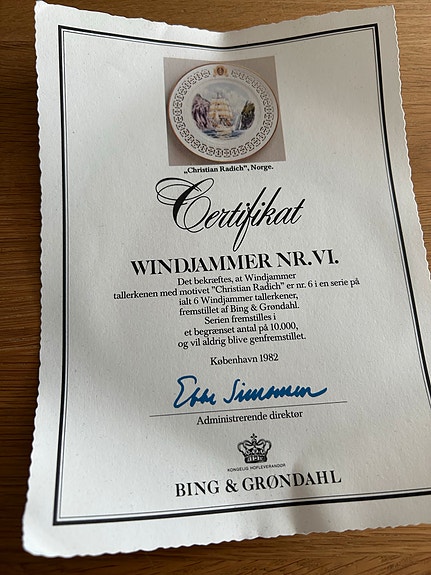 „Christian Radich”, Norge.
Certifikat
WINDJAMMER NR. VI.
Det bekræftes, at Windjammer
tallerkenen med motivet "Christian Radich" er nr. 6 i en serie på
ialt 6 Windjammer tallerkener,
fremstillet af Bing & Grøndahl.
Serien fremstilles i
et begrænset antal på 10.000,
og vil aldrig blive genfremstillet.
København 1982
Ebbe Simonsen
Administrerende direktør
KONGELIG HOFLEVERANDØR
BING & GRØNDAHL